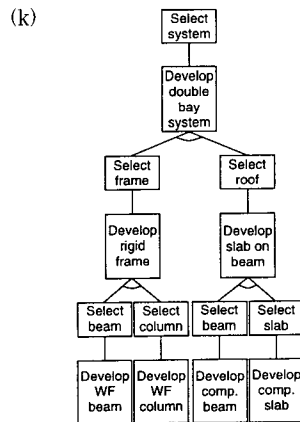 (k)
Select
system
Develop
double
bay
system
Select
frame
Select
roof
Develop
rigid
frame
Develop
slab on
beam
Select
beam
Select
column
Select
beam
Select
slab
Develop
WF
beam
Develop
WF
column
Develop
comp.
beam
Develop
comp.
slab